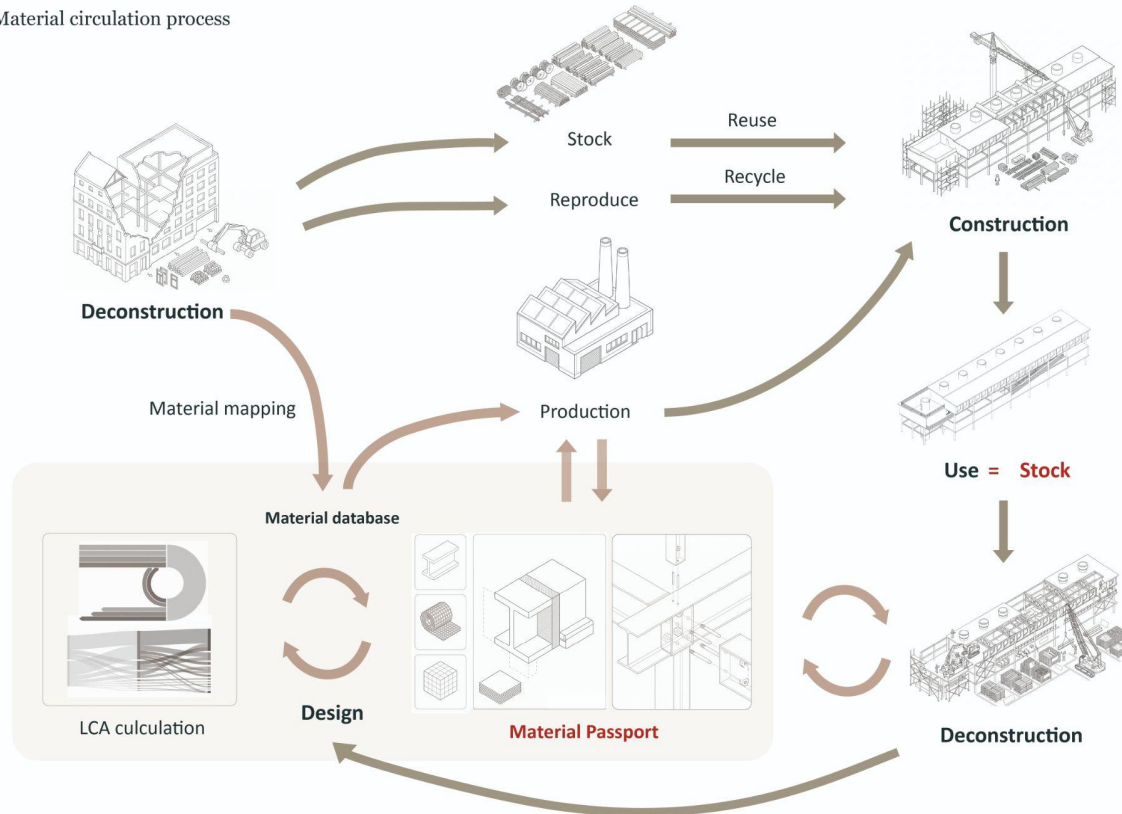 Material circulation process
Stock
Reuse
Reproduce
Recycle
Construction
Deconstruction
Material mapping
Production
Use = Stock
Material database
LCA culculation
Design
Material Passport
Deconstruction